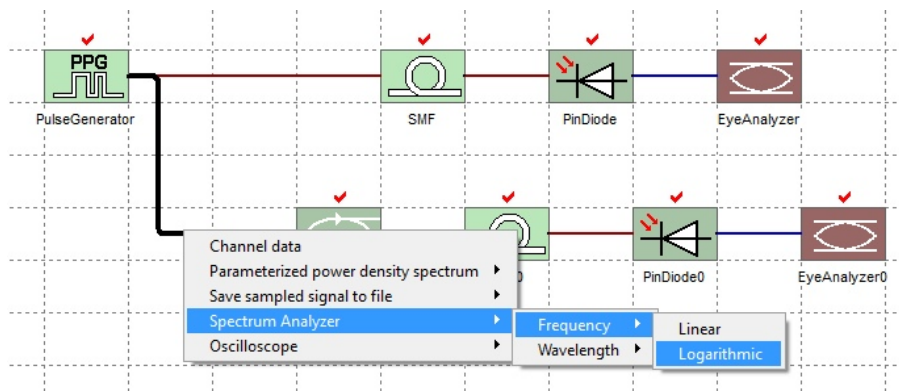 PPG
PulseGenerator
SMF
PinDiode
EyeAnalyzer
PinDiode0
EyeAnalyzer0
Channel data
Parameterized power density spectrum
Save sampled signal to file
Spectrum Analyzer
Oscilloscope
Frequency
Wavelength
Linear
Logarithmic